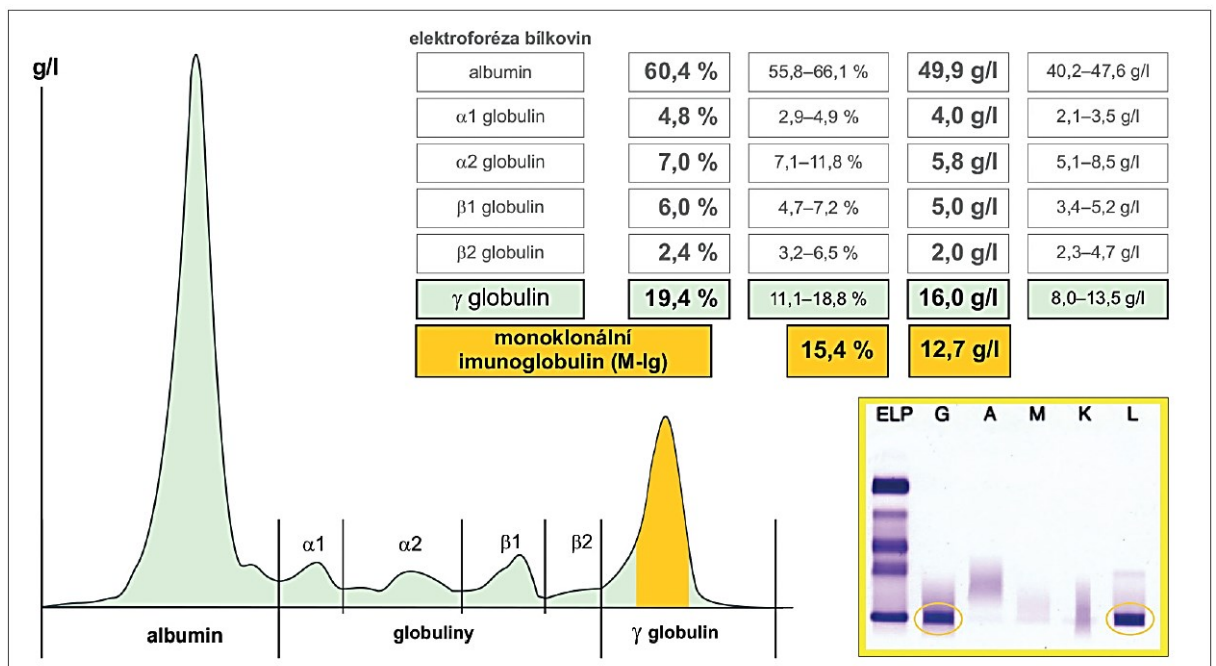 elektroforéza bílkovin
g/l
albumin 60,4 % 55,8–66,1 % 49,9 g/l 40,2–47,6 g/l
α1 globulin 4,8 % 2,9–4,9 % 4,0 g/l 2,1–3,5 g/l
α2 globulin 7,0 % 7,1–11,8 % 5,8 g/l 5,1–8,5 g/l
β1 globulin 6,0 % 4,7–7,2 % 5,0 g/l 3,4–5,2 g/l
β2 globulin 2,4 % 3,2–6,5 % 2,0 g/l 2,3–4,7 g/l
γ globulin 19,4 % 11,1–18,8 % 16,0 g/l 8,0–13,5 g/l
monoklonální
imunoglobulin (M-Ig) 15,4 % 12,7 g/l
ELP G A M K L
α1 α2 β1 β2
albumin globuliny γ globulin